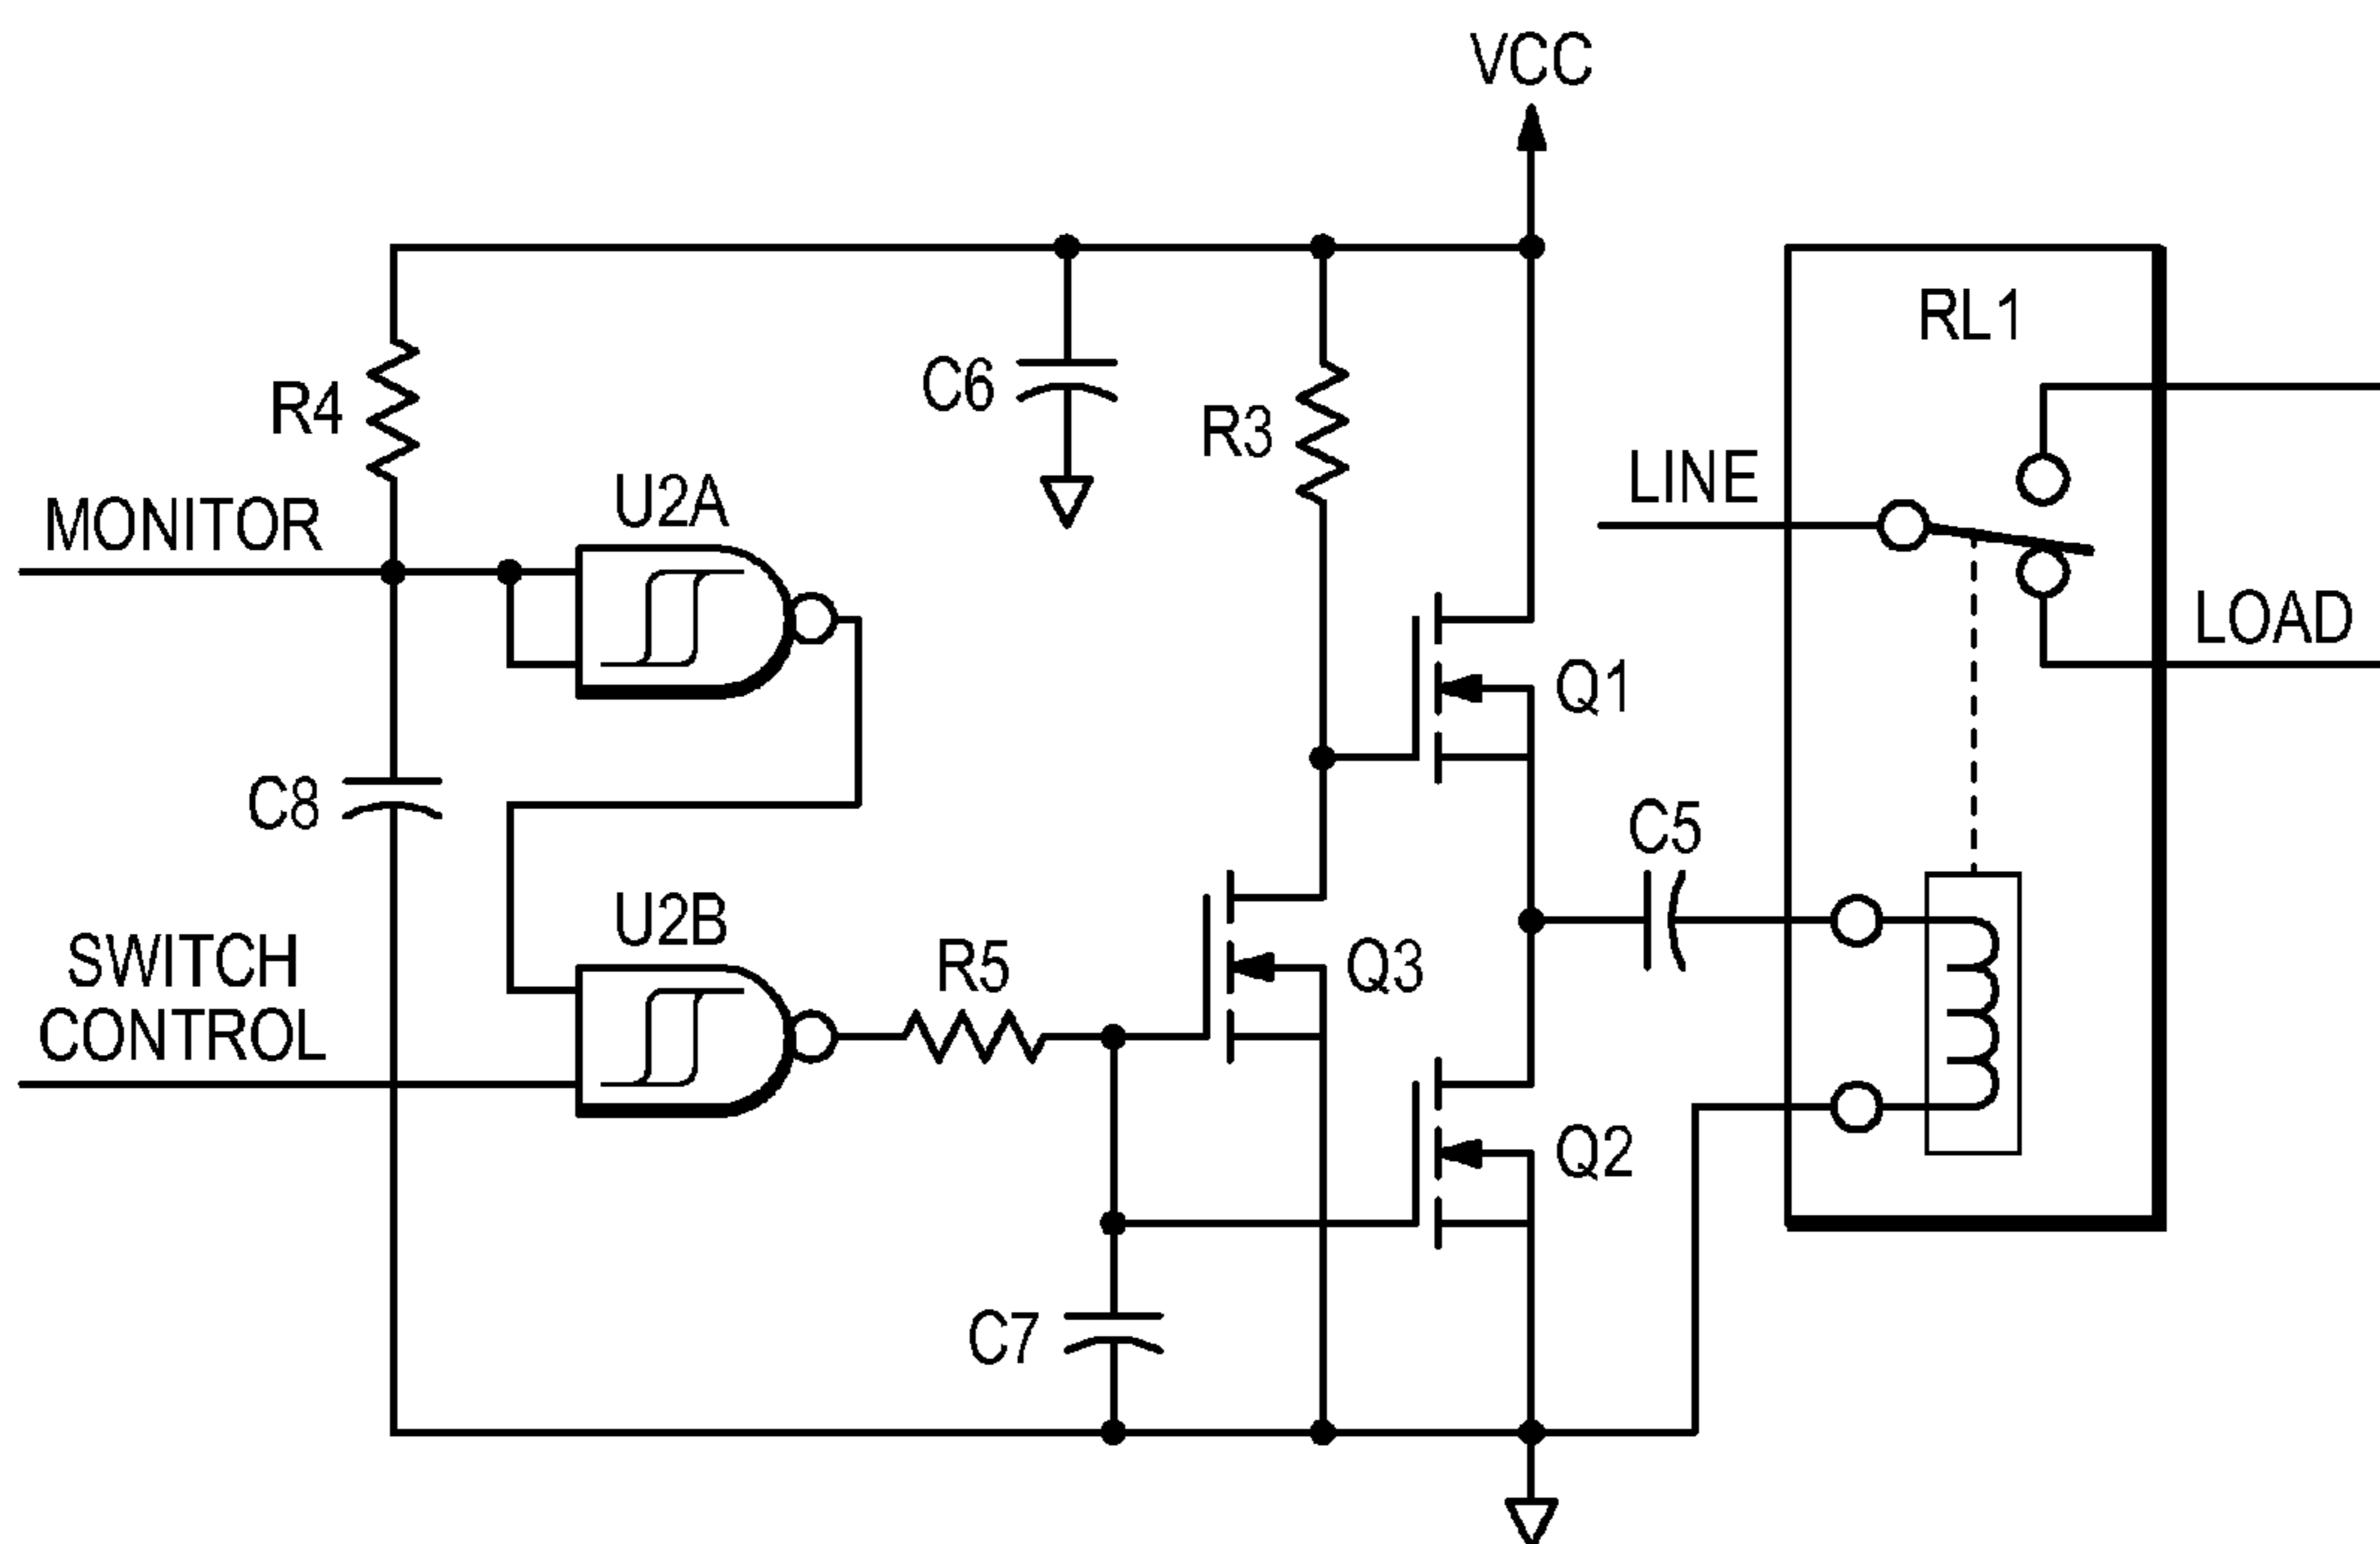 VCC
RL1
C6
R4
R3
LINE
MONITOR
U2A
LOAD
Q1
C8
C5
U2B
SWITCH
CONTROL
R5
Q3
Q2
C7